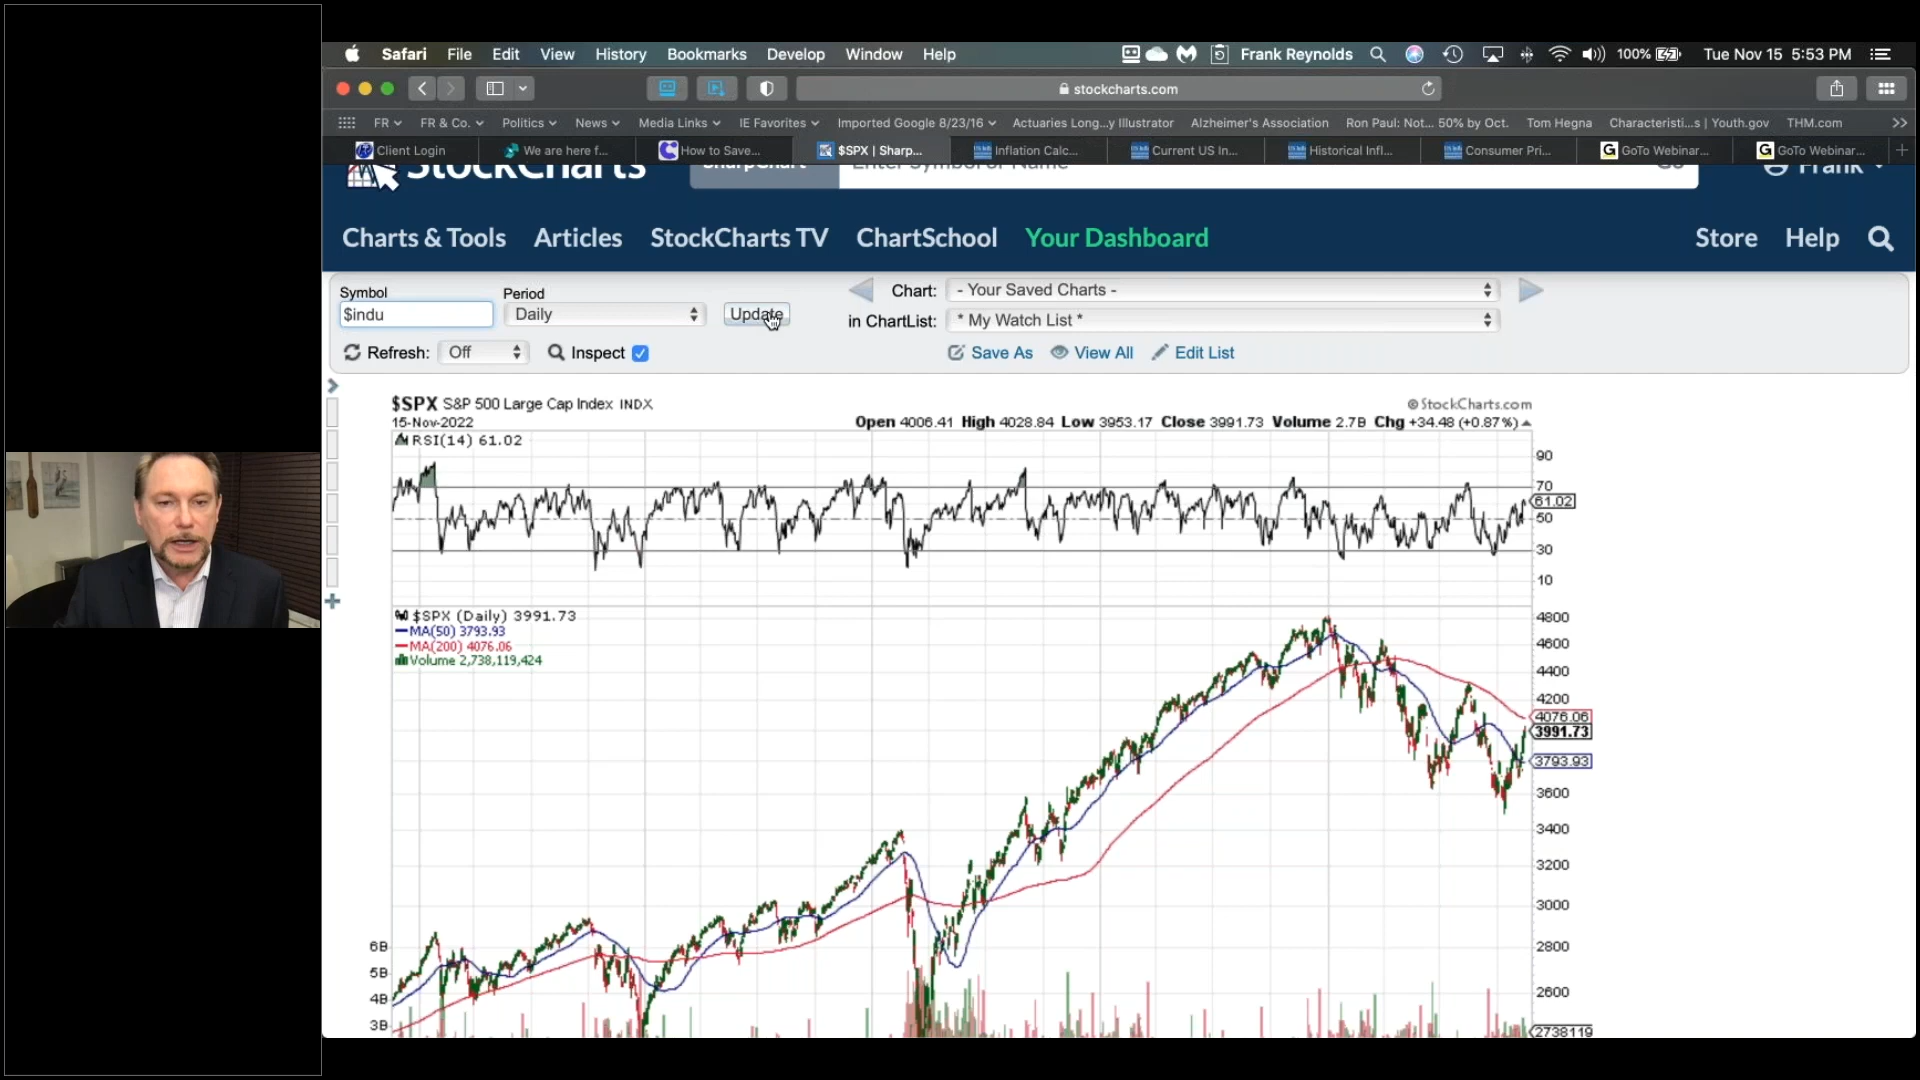 Safari File Edit View History Bookmarks Develop Window Help Frank Reynolds 100% Tue Nov 15 5:53 PM
stockcharts.com
FR FR & Co. Politics News Media Links IE Favorites Imported Google 8/23/16 Actuaries Long...y Illustrator Alzheimer's Association Ron Paul: Not... 50% by Oct. Tom Hegna Characteristi...s | Youth.gov THM.com
Client Login We are here f... How to Save... $SPX | Sharp... Inflation Calc... Current US In... Historical Infl... Consumer Pri... GoTo Webinar... GoTo Webinar...
StockCharts SharpChart Enter Symbol or Name Go Frank
Charts & Tools Articles StockCharts TV ChartSchool Your Dashboard Store Help
Symbol Period Chart: - Your Saved Charts -
$indu Daily Update in ChartList: * My Watch List *
Refresh: Off Inspect Save As View All Edit List
$SPX S&P 500 Large Cap Index INDX © StockCharts.com
15-Nov-2022 Open 4006.41 High 4028.84 Low 3953.17 Close 3991.73 Volume 2.7B Chg +34.48 (+0.87%)
RSI(14) 61.02
90
70
61.02
50
30
10
$SPX (Daily) 3991.73
MA(50) 3793.93
MA(200) 4076.06
Volume 2,738,119,424
4800
4600
4400
4200
4076.06
3991.73
3793.93
3600
3400
3200
3000
6B 2800
5B
4B 2600
3B
2738119